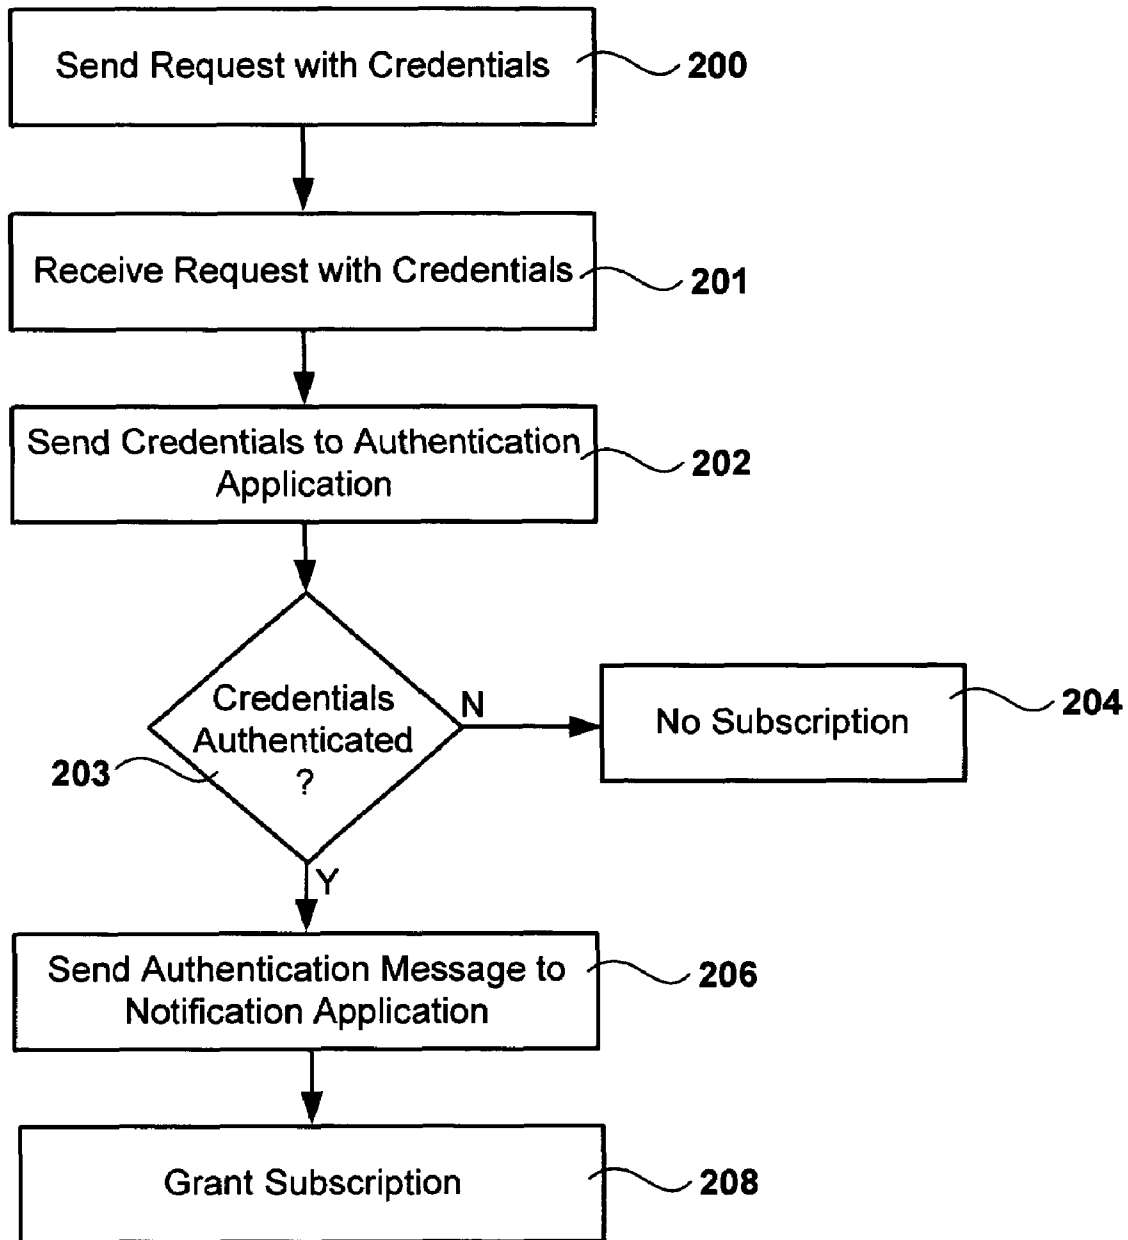 Send Request with Credentials
200
Receive Request with Credentials
201
Send Credentials to Authentication
Application
202
Credentials
Authenticated
?
203
N
No Subscription
204
Y
Send Authentication Message to
Notification Application
206
Grant Subscription
208